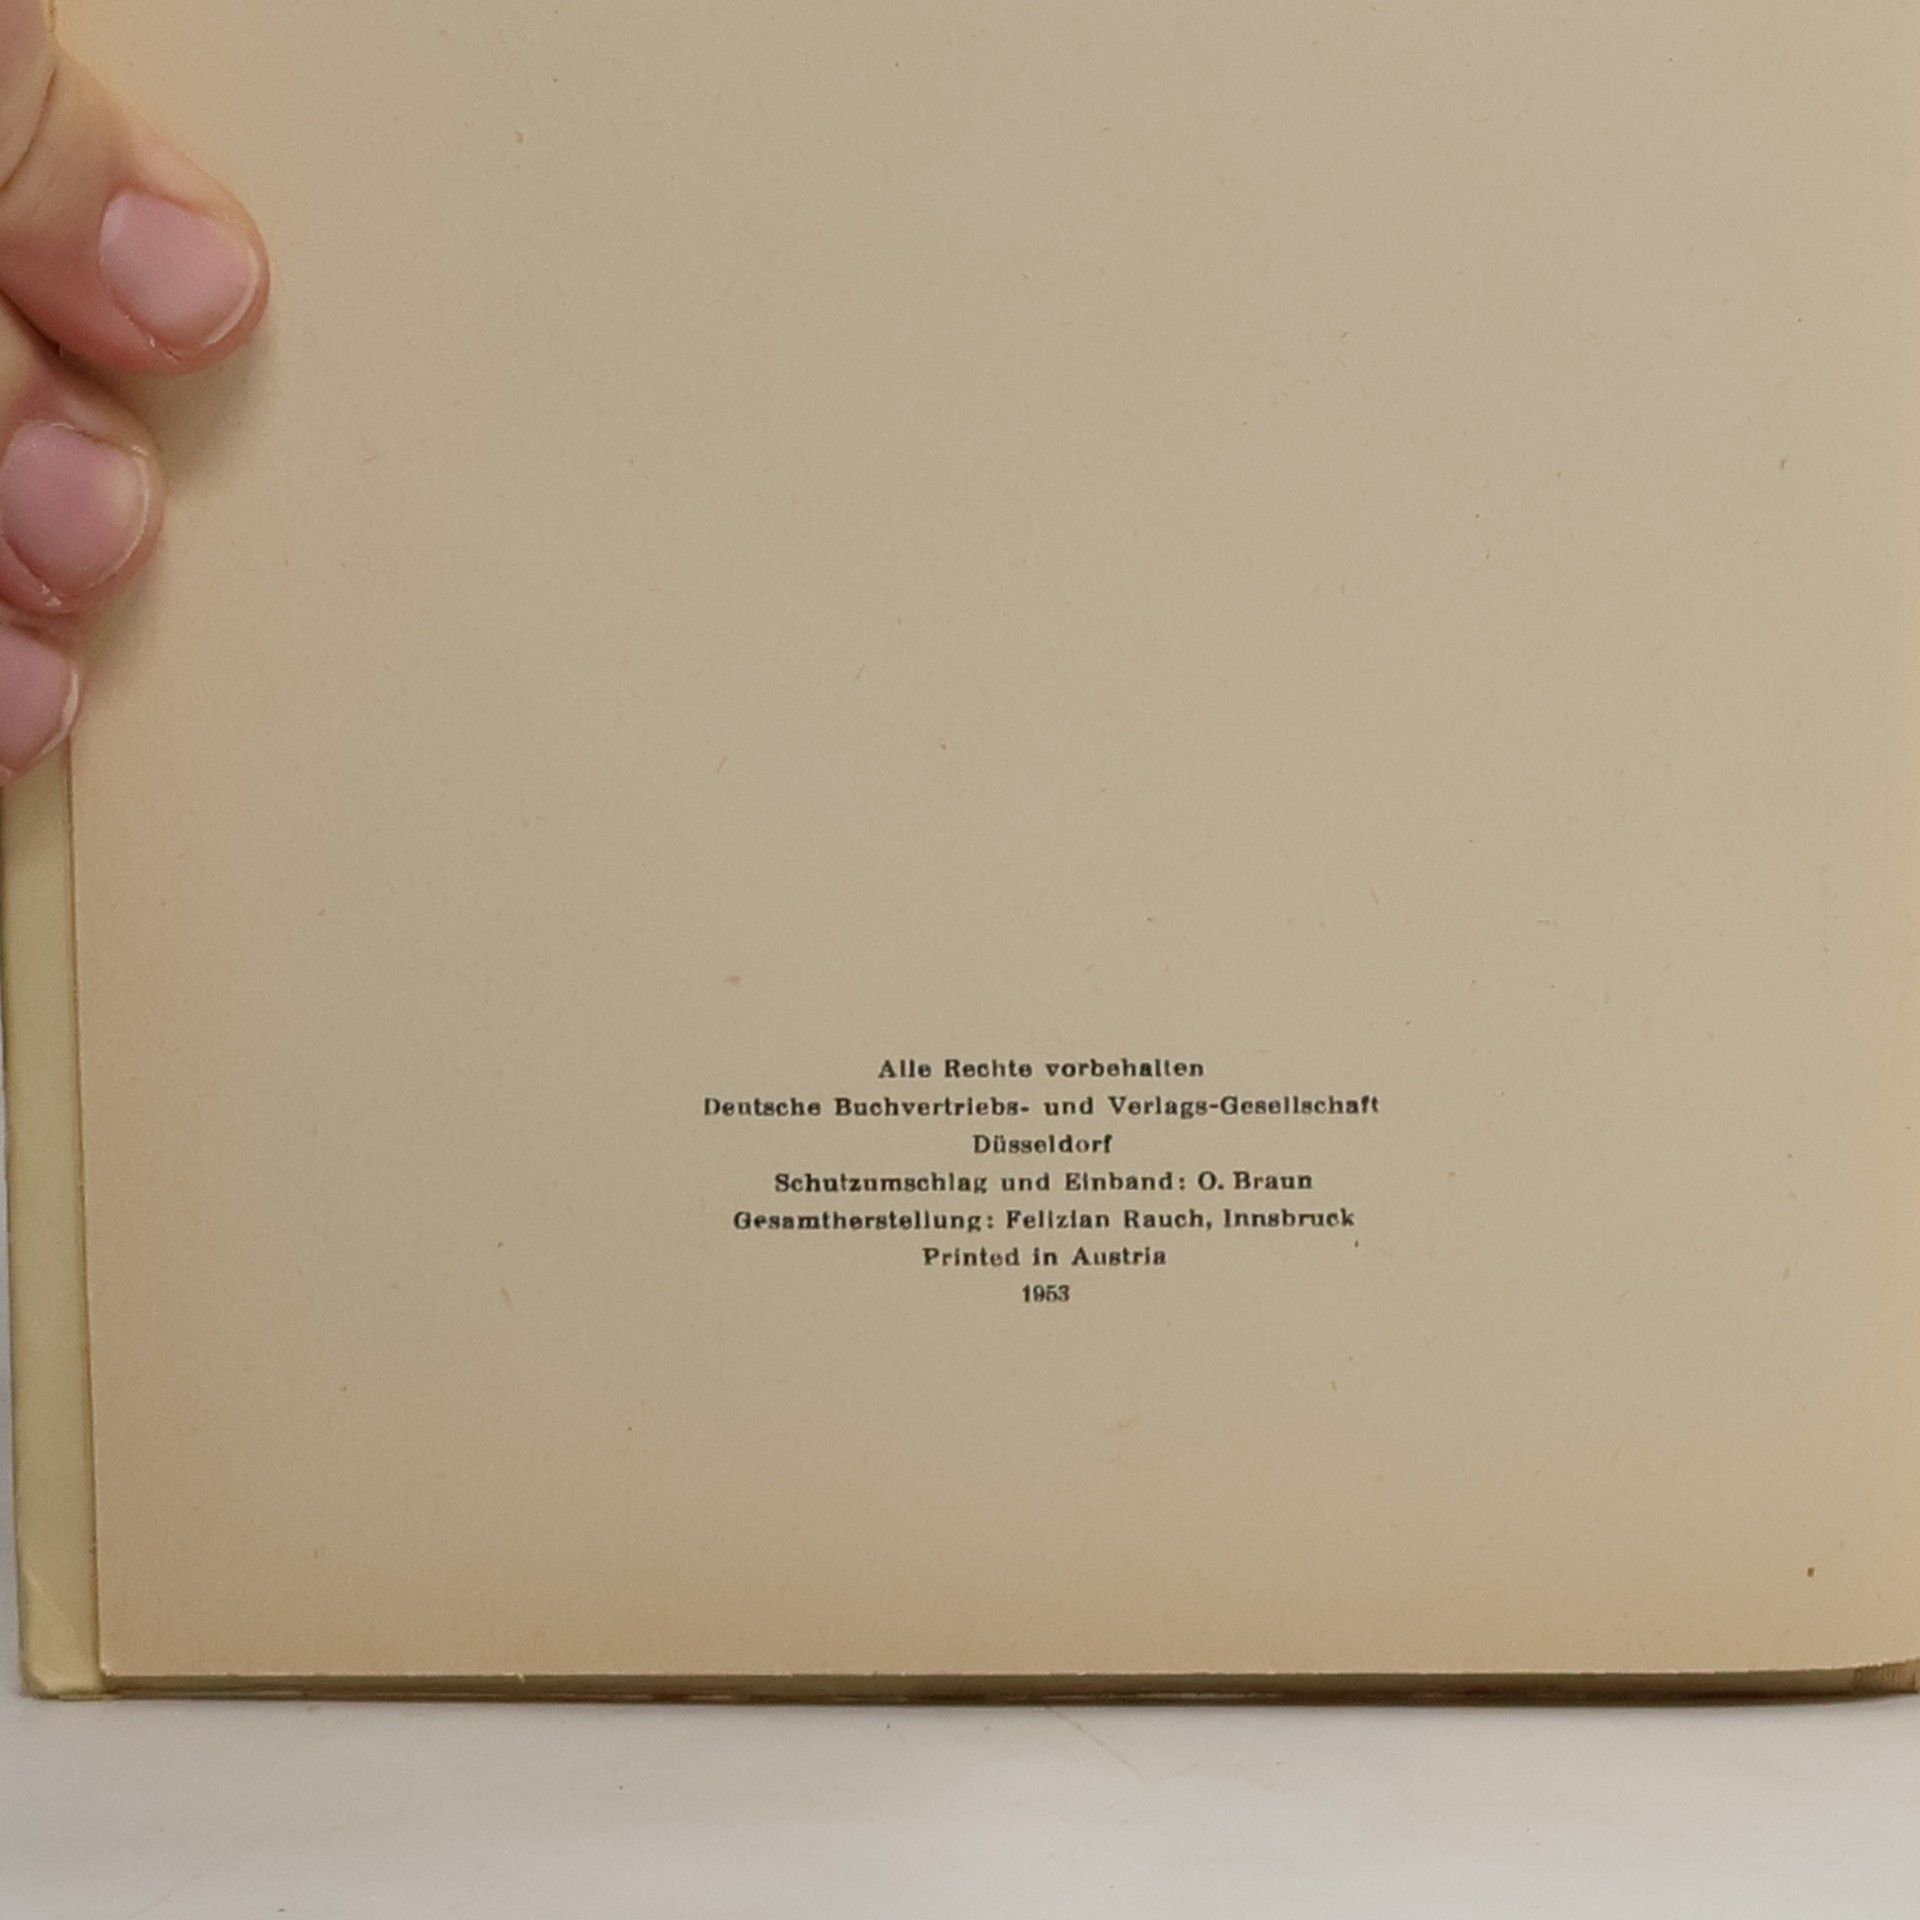 Alle Rechte vorbehalten
Deutsche Buchvertriebs- und Verlags-Gesellschaft
Düsseldorf
Schutzumschlag und Einband: O. Braun
Gesamtherstellung: Felizian Rauch, Innsbruck
Printed in Austria
1953